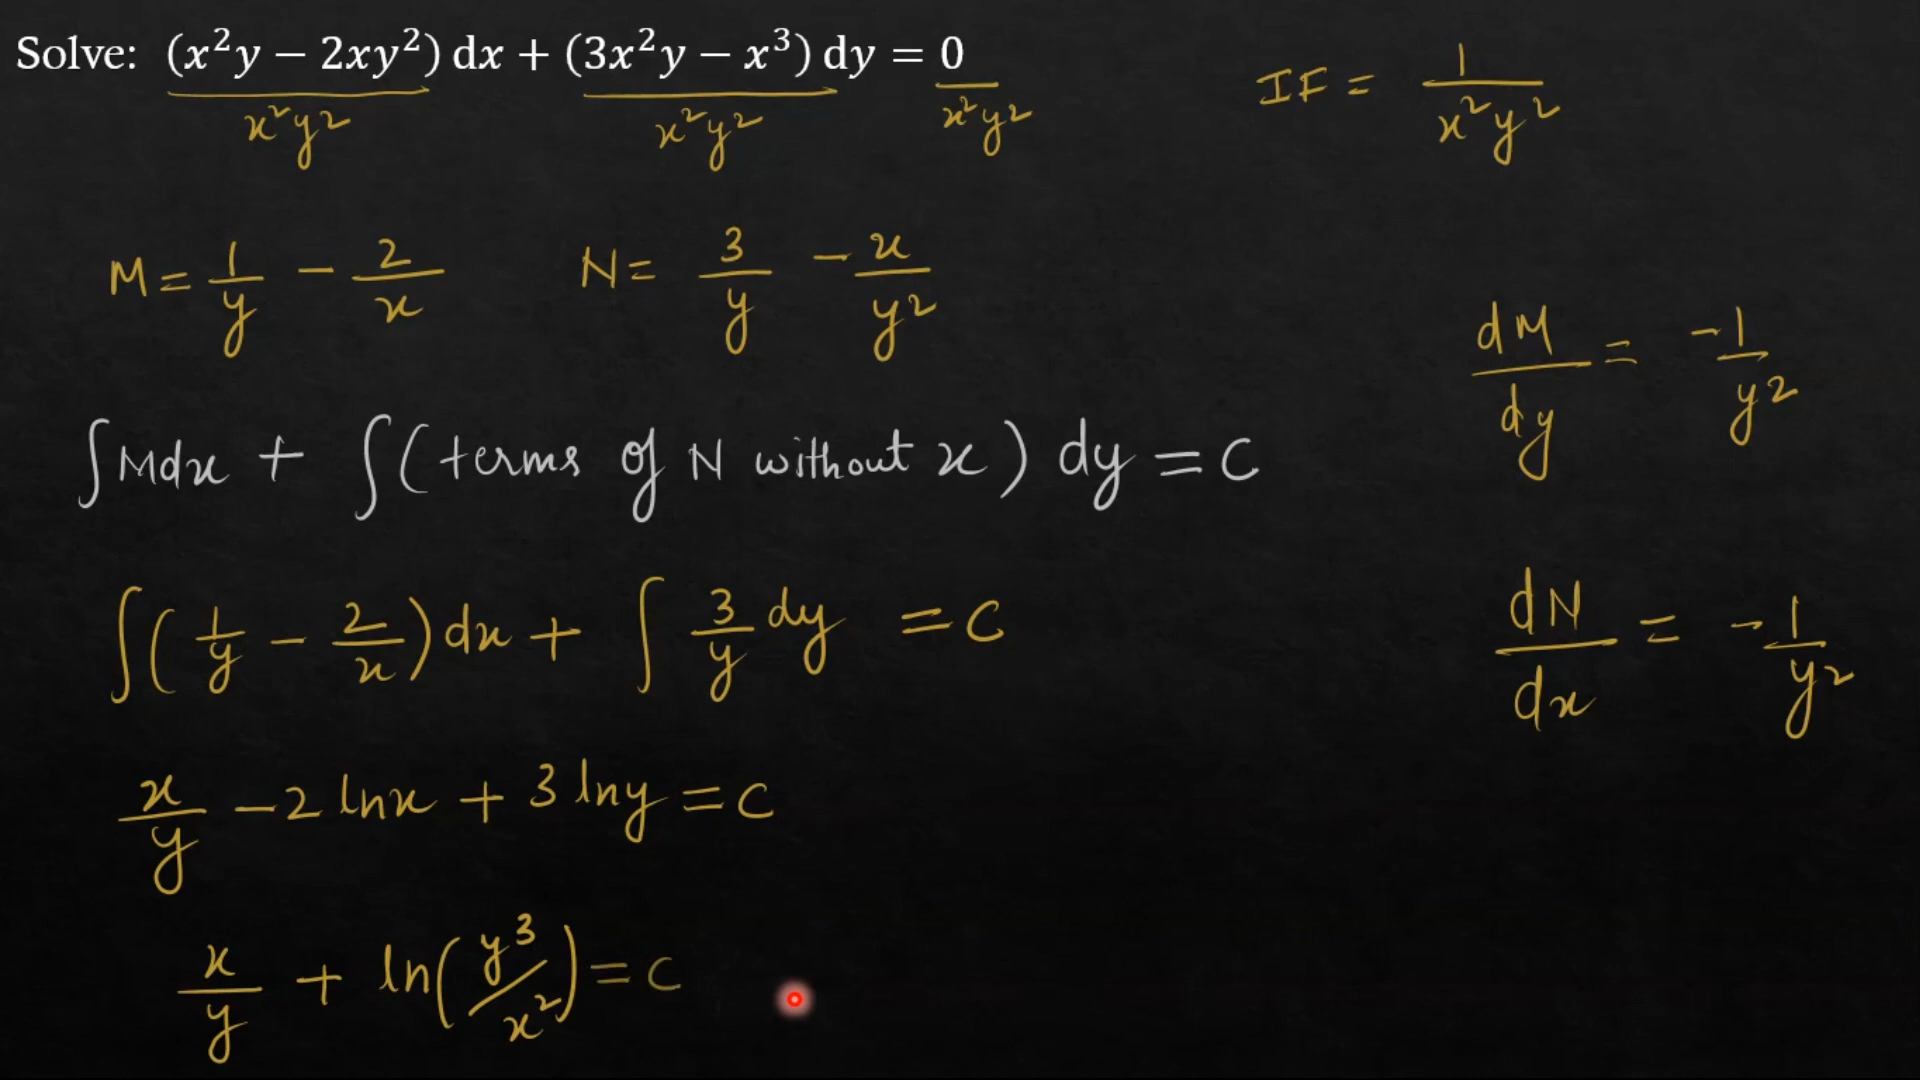 Solve: (x²y − 2xy²) dx + (3x²y − x³) dy = 0
x²y² x²y² x²y²
IF = 1/(x²y²)
M = 1/y − 2/x N = 3/y − x/y²
dM/dy = −1/y²
∫Mdx + ∫(terms of N without x) dy = C
∫(1/y − 2/x)dx + ∫ 3/y dy = C
dN/dx = −1/y²
x/y − 2 lnx + 3 lny = C
x/y + ln(y³/x²) = C